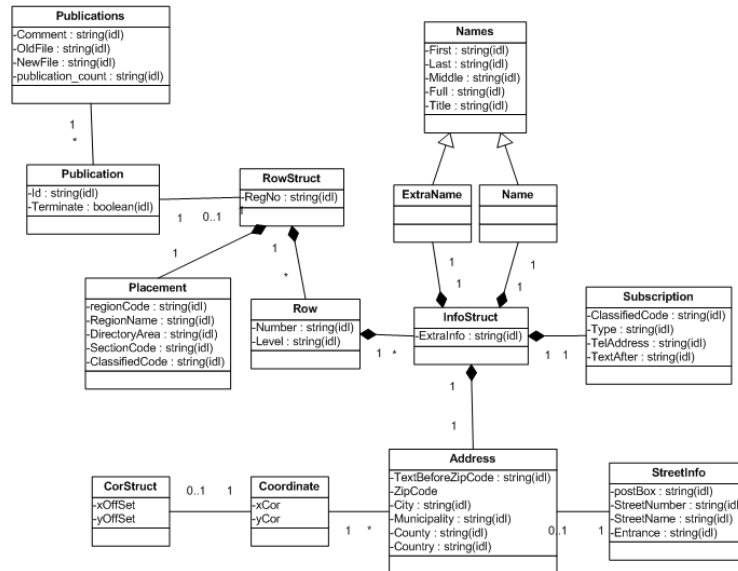 Publications
-Comment : string(idl)
-OldFile : string(idl)
-NewFile : string(idl)
-publication_count : string(idl)
Names
-First : string(idl)
-Last : string(idl)
-Middle : string(idl)
-Full : string(idl)
-Title : string(idl)
1
*
Publication
-Id : string(idl)
-Terminate : boolean(idl)
1
0..1
RowStruct
-RegNo : string(idl)
1
ExtraName
Name
1
1
*
1
1
1
1
Placement
-regionCode : string(idl)
-RegionName : string(idl)
-DirectoryArea : string(idl)
-SectionCode : string(idl)
-ClassifiedCode : string(idl)
Row
-Number : string(idl)
-Level : string(idl)
1
*
InfoStruct
-ExtraInfo : string(idl)
1
1
Subscription
-ClassifiedCode : string(idl)
-Type : string(idl)
-TelAddress : string(idl)
-TextAfter : string(idl)
1
1
CorStruct
-xOffSet
-yOffSet
0..1
1
Coordinate
-xCor
-yCor
1
*
Address
-TextBeforeZipCode : string(idl)
-ZipCode
-City : string(idl)
-Municipality : string(idl)
-County : string(idl)
-Country : string(idl)
0..1
1
StreetInfo
-postBox : string(idl)
-StreetNumber : string(idl)
-StreetName : string(idl)
-Entrance : string(idl)